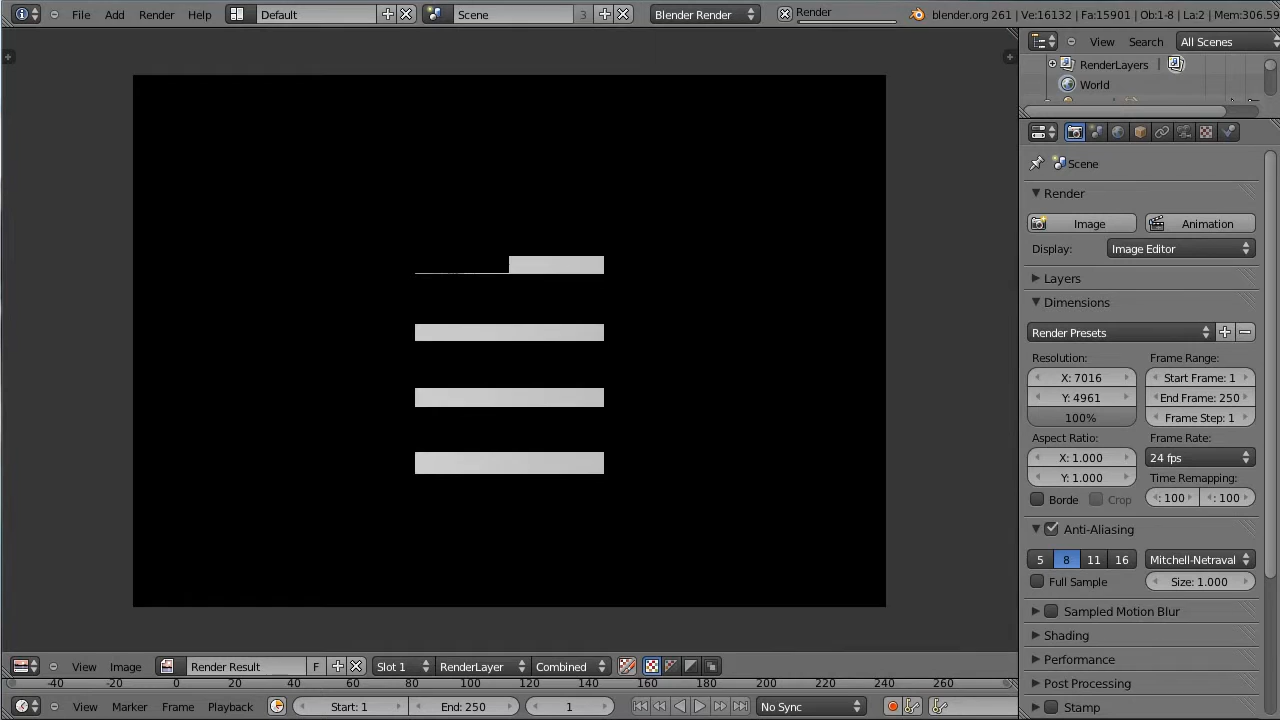 File Add Render Help Default Scene 3 Blender Render Render blender.org 261 | Ve:16132 | Fa:15901 | Ob:1-8 | La:2 | Mem:306.59
View Search All Scenes
RenderLayers
World
Scene
Render
Image Animation
Display: Image Editor
Layers
Dimensions
Render Presets
Resolution: Frame Range:
X: 7016 Start Frame: 1
Y: 4961 End Frame: 250
100% Frame Step: 1
Aspect Ratio: Frame Rate:
X: 1.000 24 fps
Y: 1.000 Time Remapping:
Borde Crop : 100 : 100
Anti-Aliasing
5 8 11 16 Mitchell-Netraval
Full Sample Size: 1.000
Sampled Motion Blur
Shading
Performance
Post Processing
Stamp
View Image Render Result F Slot 1 RenderLayer Combined
-40 -20 0 20 40 60 80 100 120 140 160 180 200 220 240 260
View Marker Frame Playback Start: 1 End: 250 1 No Sync